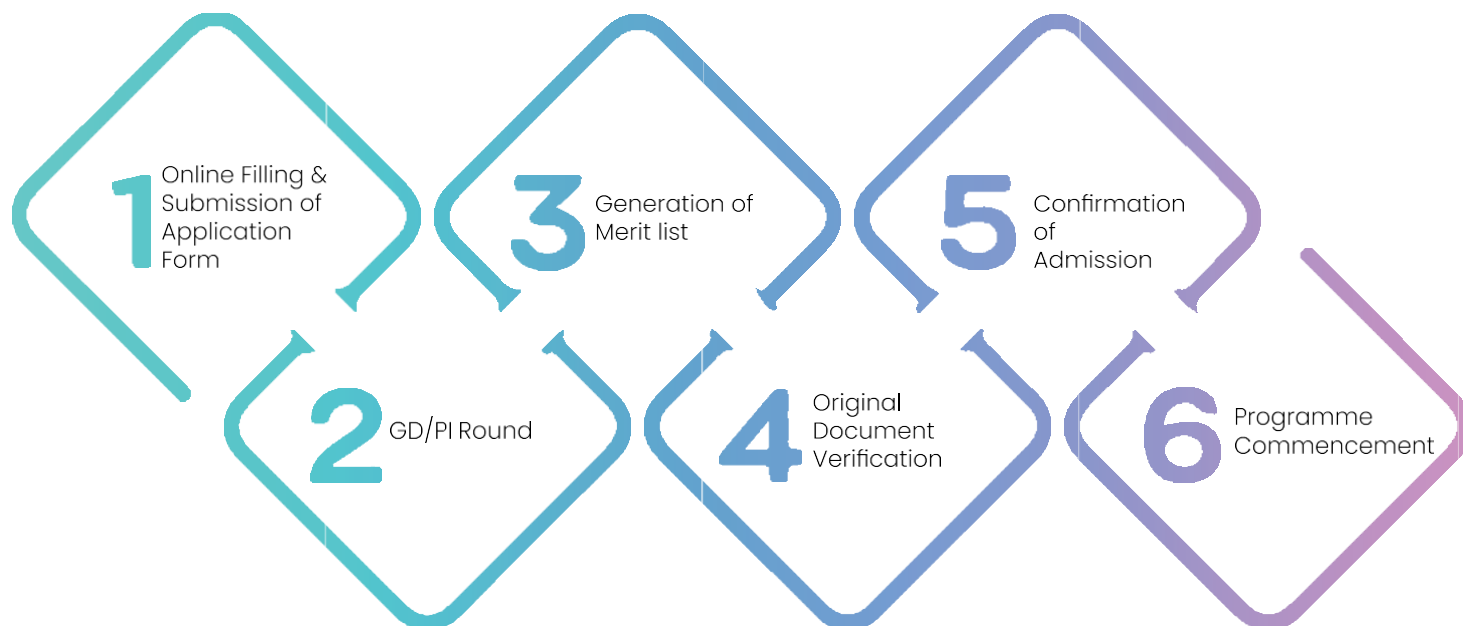 1
Online Filling &
Submission of
Application
Form
2
GD/PI Round
3
Generation of
Merit list
4
Original
Document
Verification
5
Confirmation
of
Admission
6
Programme
Commencement